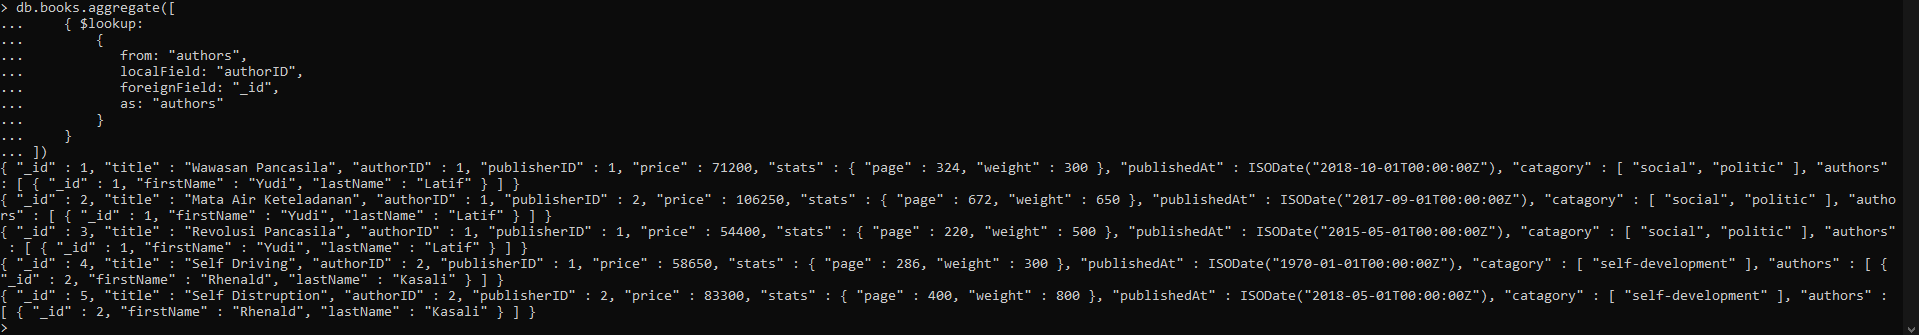 > db.books.aggregate([
...     { $lookup:
...         {
...            from: "authors",
...            localField: "authorID",
...            foreignField: "_id",
...            as: "authors"
...         }
...     }
... ])
{ "_id" : 1, "title" : "Wawasan Pancasila", "authorID" : 1, "publisherID" : 1, "price" : 71200, "stats" : { "page" : 324, "weight" : 300 }, "publishedAt" : ISODate("2018-10-01T00:00:00Z"), "catagory" : [ "social", "politic" ], "authors"
: [ { "_id" : 1, "firstName" : "Yudi", "lastName" : "Latif" } ] }
{ "_id" : 2, "title" : "Mata Air Keteladanan", "authorID" : 1, "publisherID" : 2, "price" : 106250, "stats" : { "page" : 672, "weight" : 650 }, "publishedAt" : ISODate("2017-09-01T00:00:00Z"), "catagory" : [ "social", "politic" ], "autho
rs" : [ { "_id" : 1, "firstName" : "Yudi", "lastName" : "Latif" } ] }
{ "_id" : 3, "title" : "Revolusi Pancasila", "authorID" : 1, "publisherID" : 1, "price" : 54400, "stats" : { "page" : 220, "weight" : 500 }, "publishedAt" : ISODate("2015-05-01T00:00:00Z"), "catagory" : [ "social", "politic" ], "authors"
 : [ { "_id" : 1, "firstName" : "Yudi", "lastName" : "Latif" } ] }
{ "_id" : 4, "title" : "Self Driving", "authorID" : 2, "publisherID" : 1, "price" : 58650, "stats" : { "page" : 286, "weight" : 300 }, "publishedAt" : ISODate("1970-01-01T00:00:00Z"), "catagory" : [ "self-development" ], "authors" : [ {
"_id" : 2, "firstName" : "Rhenald", "lastName" : "Kasali" } ] }
{ "_id" : 5, "title" : "Self Distruption", "authorID" : 2, "publisherID" : 2, "price" : 83300, "stats" : { "page" : 400, "weight" : 800 }, "publishedAt" : ISODate("2018-05-01T00:00:00Z"), "catagory" : [ "self-development" ], "authors" :
[ { "_id" : 2, "firstName" : "Rhenald", "lastName" : "Kasali" } ] }
>